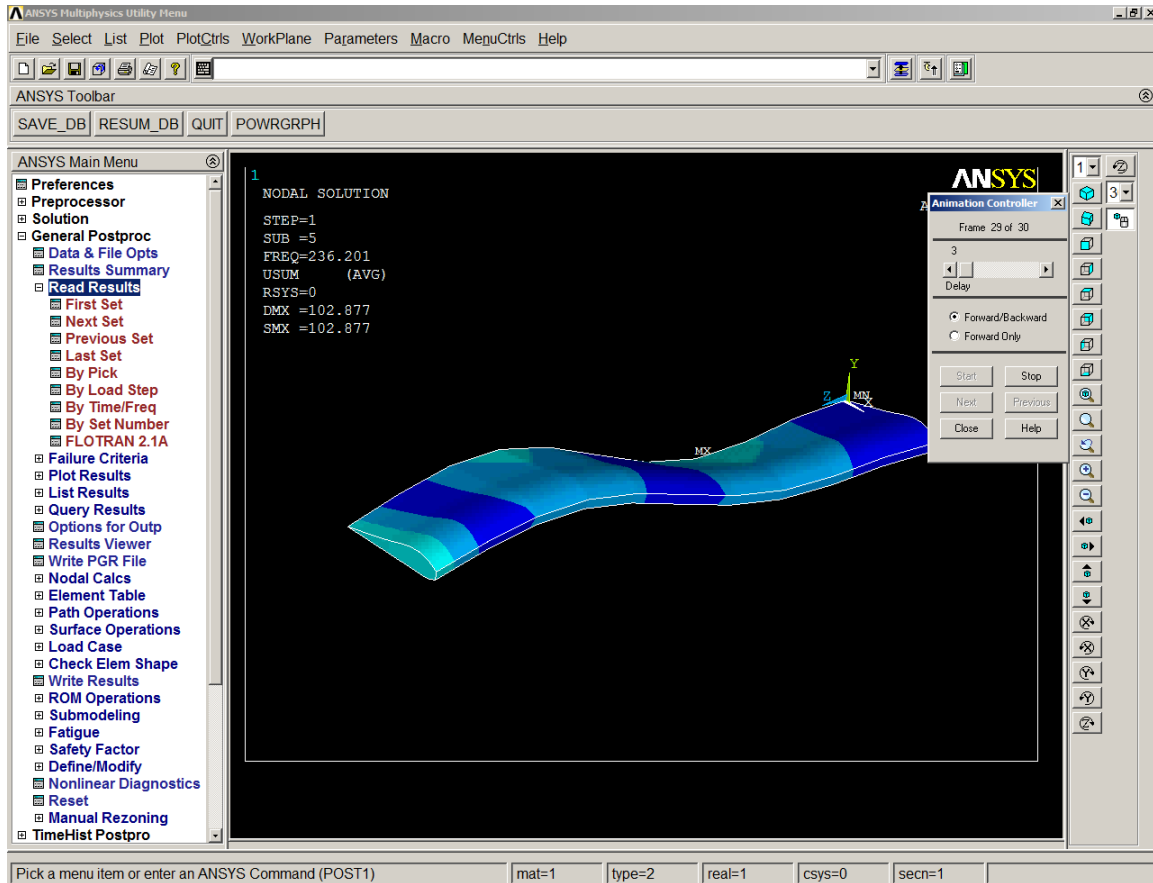 ANSYS Multiphysics Utility Menu
File Select List Plot PlotCtrls WorkPlane Parameters Macro MenuCtrls Help
ANSYS Toolbar
SAVE_DB RESUM_DB QUIT POWRGRPH
ANSYS Main Menu
Preferences
Preprocessor
Solution
General Postproc
Data & File Opts
Results Summary
Read Results
First Set
Next Set
Previous Set
Last Set
By Pick
By Load Step
By Time/Freq
By Set Number
FLOTRAN 2.1A
Failure Criteria
Plot Results
List Results
Query Results
Options for Outp
Results Viewer
Write PGR File
Nodal Calcs
Element Table
Path Operations
Surface Operations
Load Case
Check Elem Shape
Write Results
ROM Operations
Submodeling
Fatigue
Safety Factor
Define/Modify
Nonlinear Diagnostics
Reset
Manual Rezoning
TimeHist Postpro
1
NODAL SOLUTION
STEP=1
SUB =5
FREQ=236.201
USUM (AVG)
RSYS=0
DMX =102.877
SMX =102.877
ANSYS
A
Y
Z
MN
X
MX
Animation Controller
Frame 29 of 30
3
Delay
Forward/Backward
Forward Only
Start Stop
Next Previous
Close Help
1
3
Pick a menu item or enter an ANSYS Command (POST1) mat=1 type=2 real=1 csys=0 secn=1